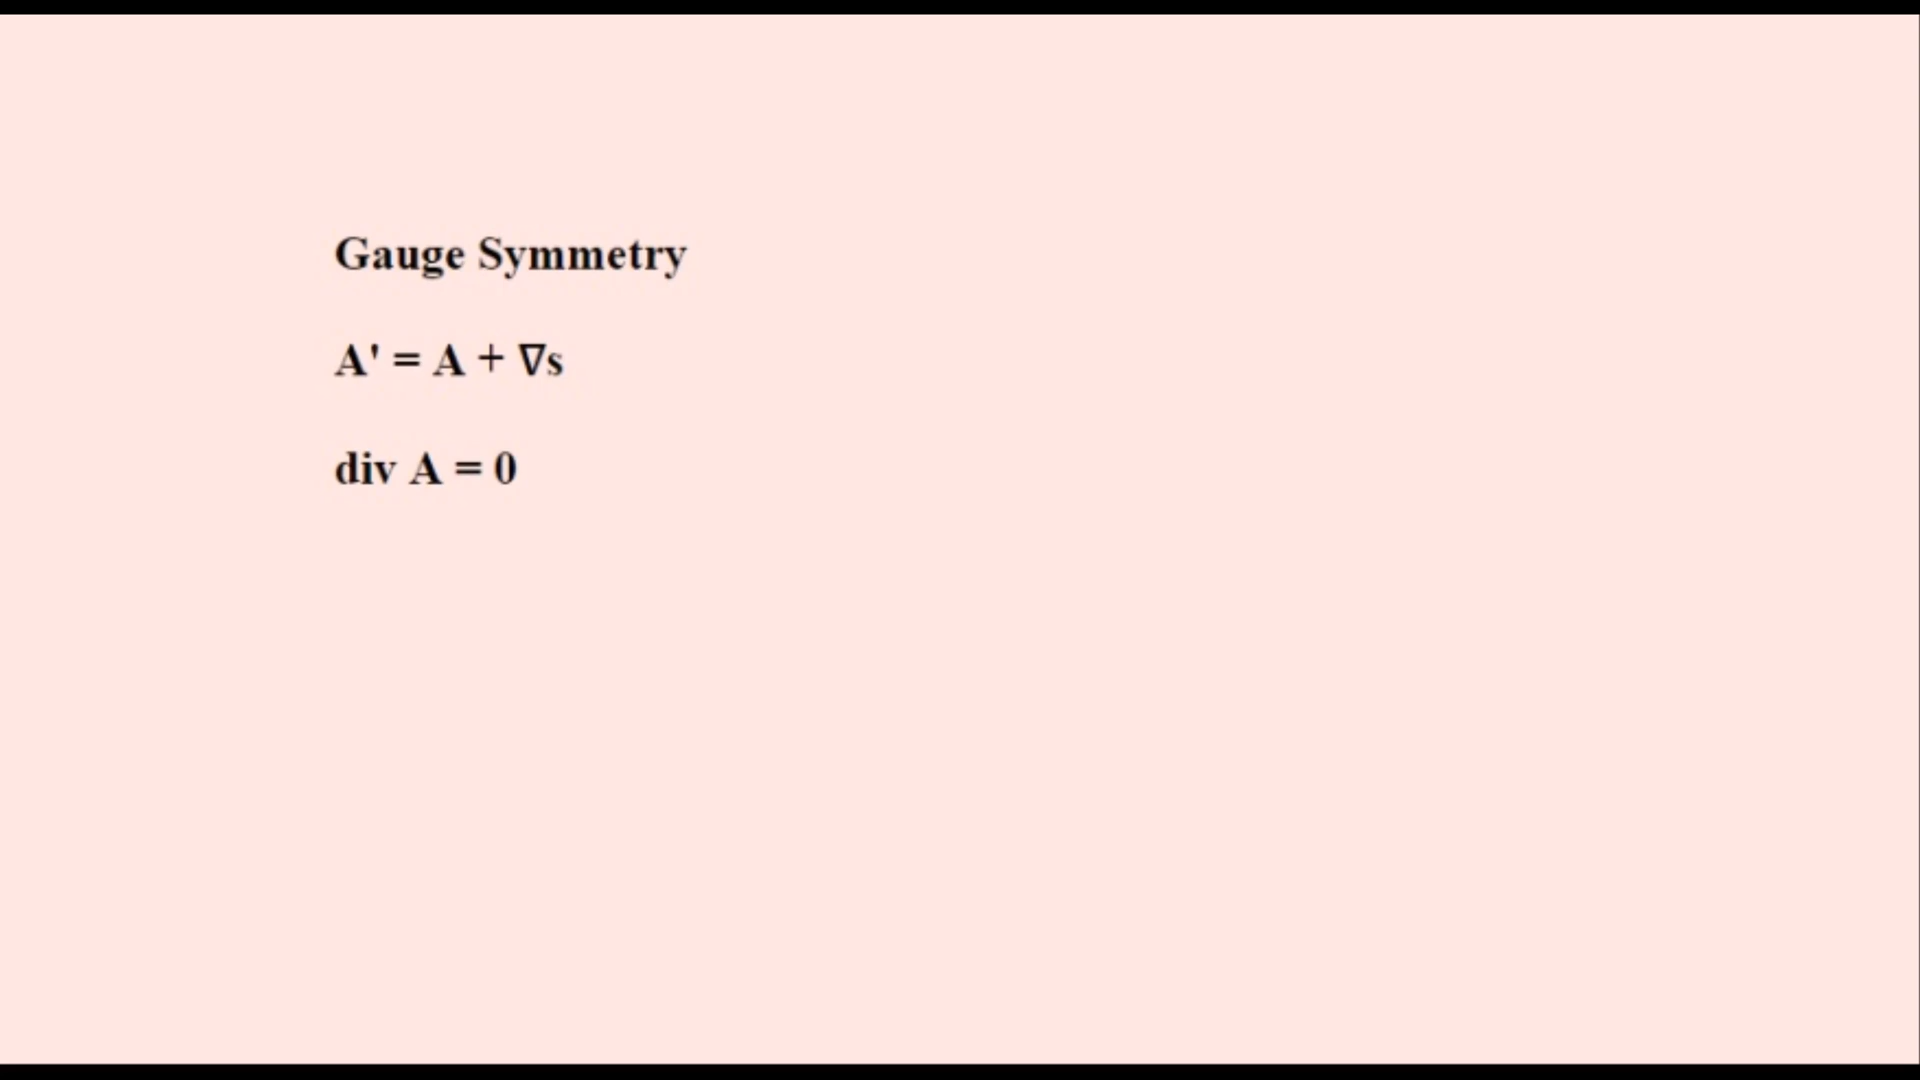 Gauge Symmetry
A' = A + ∇s
div A = 0